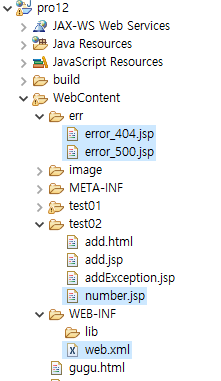 pro12
JAX-WS Web Services
Java Resources
JavaScript Resources
build
WebContent
err
error_404.jsp
error_500.jsp
image
META-INF
test01
test02
add.html
add.jsp
addException.jsp
number.jsp
WEB-INF
lib
web.xml
gugu.html